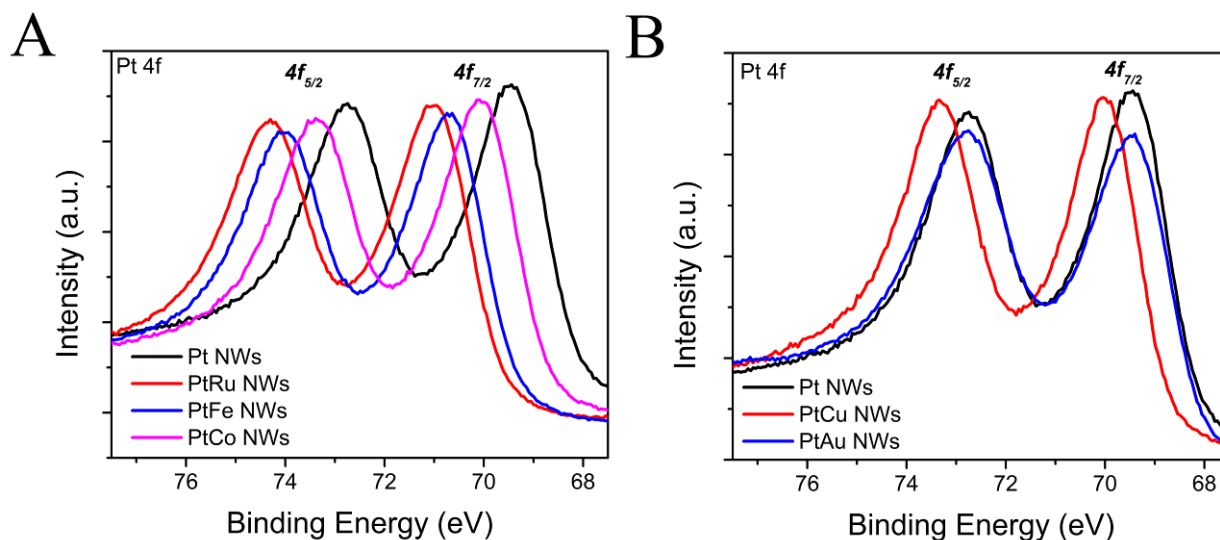 A
Pt 4f
4f5/2
4f7/2
Intensity (a.u.)
Pt NWs
PtRu NWs
PtFe NWs
PtCo NWs
76 74 72 70 68
Binding Energy (eV)
B
Pt 4f
4f5/2
4f7/2
Intensity (a.u.)
Pt NWs
PtCu NWs
PtAu NWs
76 74 72 70 68
Binding Energy (eV)